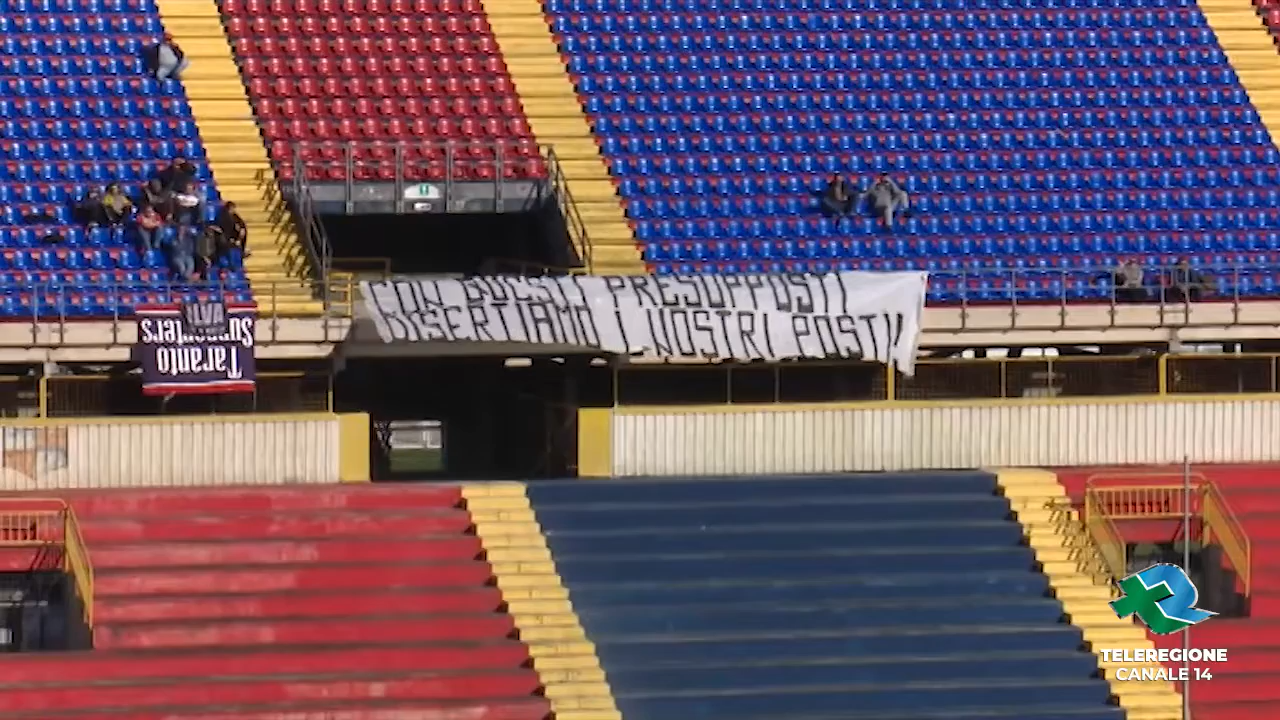 CON QUESTI PRESUPPOSTI
DISERTIAMO I NOSTRI POSTI!!
Taranto
Supporters
TELEREGIONE
CANALE 14